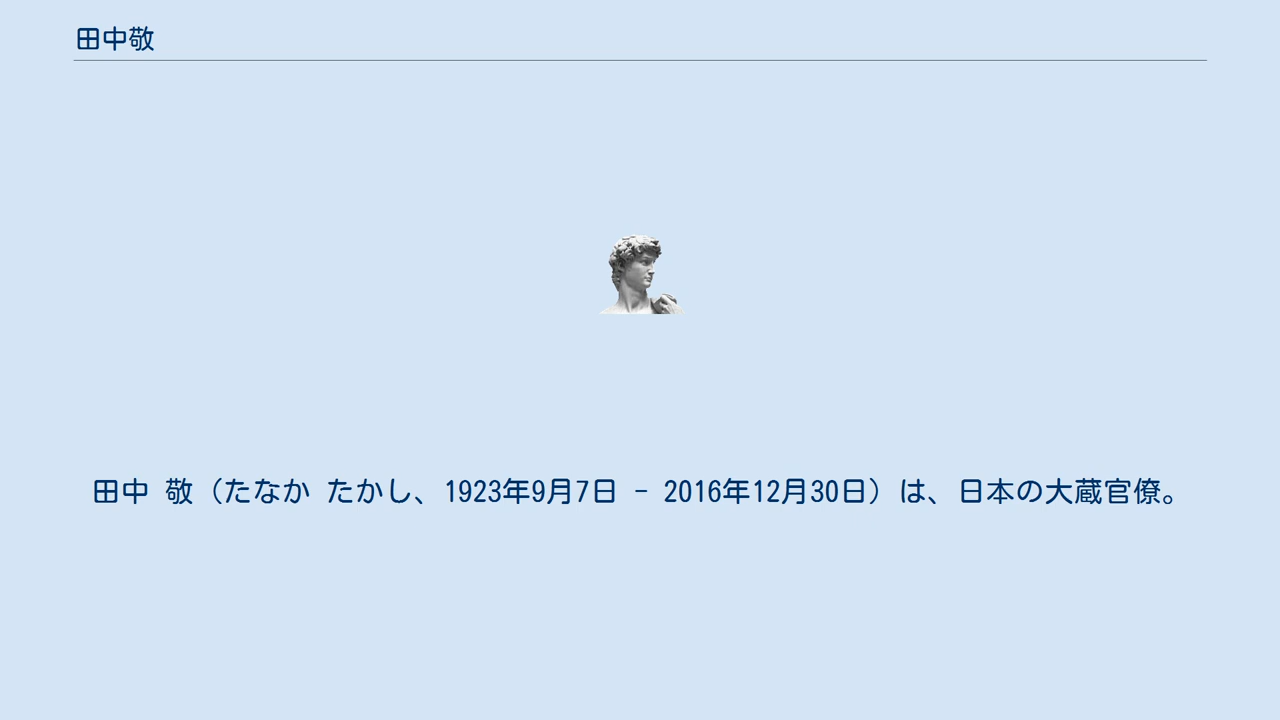 田中敬
田中 敬（たなか たかし、1923年9月7日 - 2016年12月30日）は、日本の大蔵官僚。